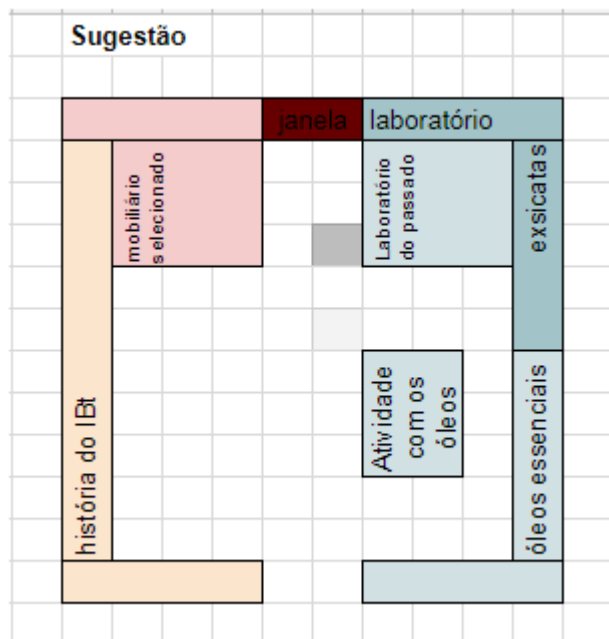 Sugestão
janela
laboratório
mobiliário
selecionado
Laboratório
do passado
exsicatas
história do IBt
Atividade
com os
óleos
óleos essenciais